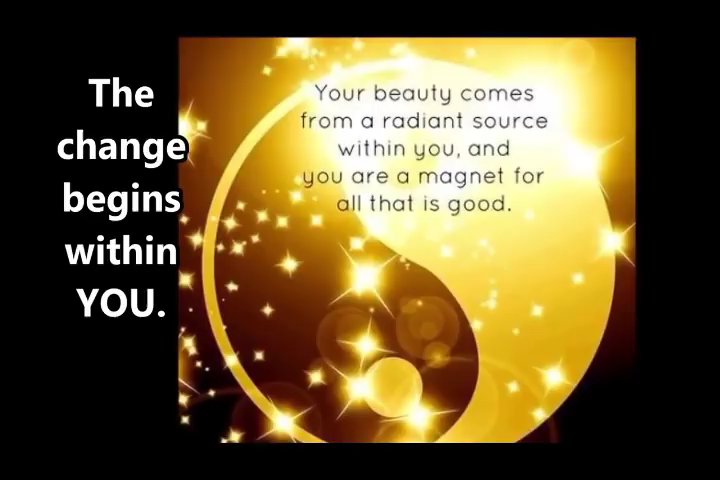 The
change
begins
within
YOU.
Your beauty comes
from a radiant source
within you, and
you are a magnet for
all that is good.